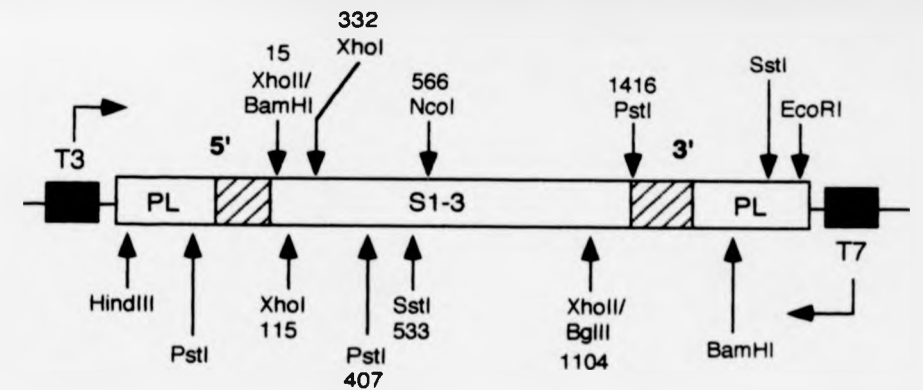 332
XhoI
15
XhoII/
BamHI
566
NcoI
1416
PstI
SstI
EcoRI
5'
3'
T3
PL
S1-3
PL
T7
HindIII
PstI
XhoI
115
PstI
407
SstI
533
XhoII/
BglII
1104
BamHI